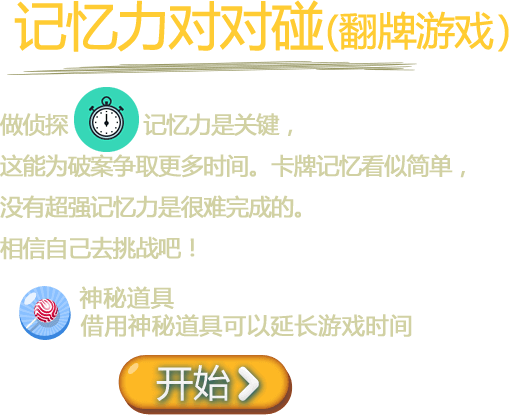 记忆力对对碰(翻牌游戏)
做侦探 记忆力是关键，
这能为破案争取更多时间。卡牌记忆看似简单，
没有超强记忆力是很难完成的。
相信自己去挑战吧！
神秘道具
借用神秘道具可以延长游戏时间
开始